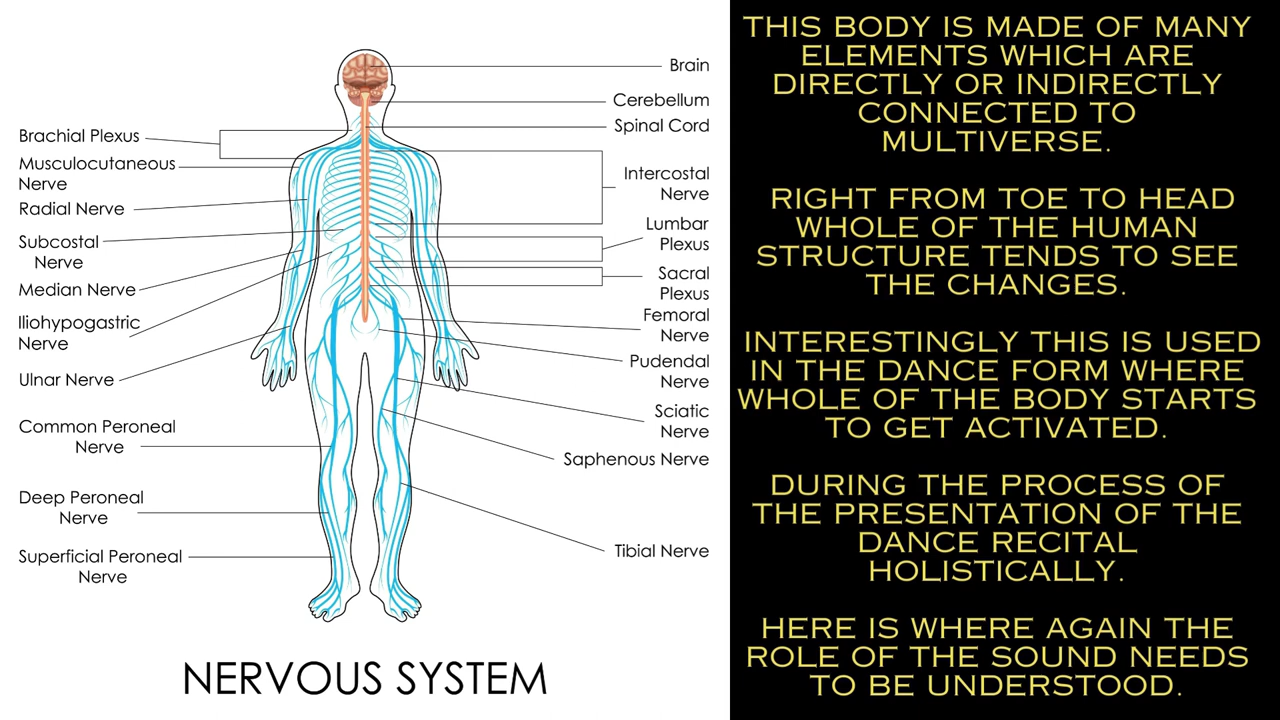 Brain
Cerebellum
Spinal Cord
Intercostal
Nerve
Lumbar
Plexus
Sacral
Plexus
Femoral
Nerve
Pudendal
Nerve
Sciatic
Nerve
Saphenous Nerve
Tibial Nerve
Brachial Plexus
Musculocutaneous
Nerve
Radial Nerve
Subcostal
Nerve
Median Nerve
Iliohypogastric
Nerve
Ulnar Nerve
Common Peroneal
Nerve
Deep Peroneal
Nerve
Superficial Peroneal
Nerve
NERVOUS SYSTEM
THIS BODY IS MADE OF MANY
ELEMENTS WHICH ARE
DIRECTLY OR INDIRECTLY
CONNECTED TO
MULTIVERSE.
RIGHT FROM TOE TO HEAD
WHOLE OF THE HUMAN
STRUCTURE TENDS TO SEE
THE CHANGES.
INTERESTINGLY THIS IS USED
IN THE DANCE FORM WHERE
WHOLE OF THE BODY STARTS
TO GET ACTIVATED.
DURING THE PROCESS OF
THE PRESENTATION OF THE
DANCE RECITAL
HOLISTICALLY.
HERE IS WHERE AGAIN THE
ROLE OF THE SOUND NEEDS
TO BE UNDERSTOOD.